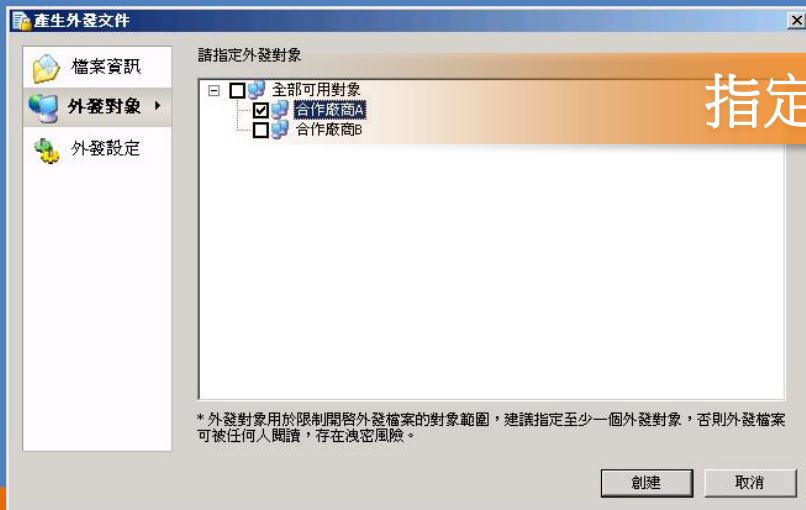 產生外發文件
檔案資訊
外發對象
外發設定
請指定外發對象
全部可用對象
合作廠商A
合作廠商B
指定
*外發對象用於限制開啓外發檔案的對象範圍，建議指定至少一個外發對象，否則外發檔案
可被任何人閱讀，存在洩密風險。
創建
取消